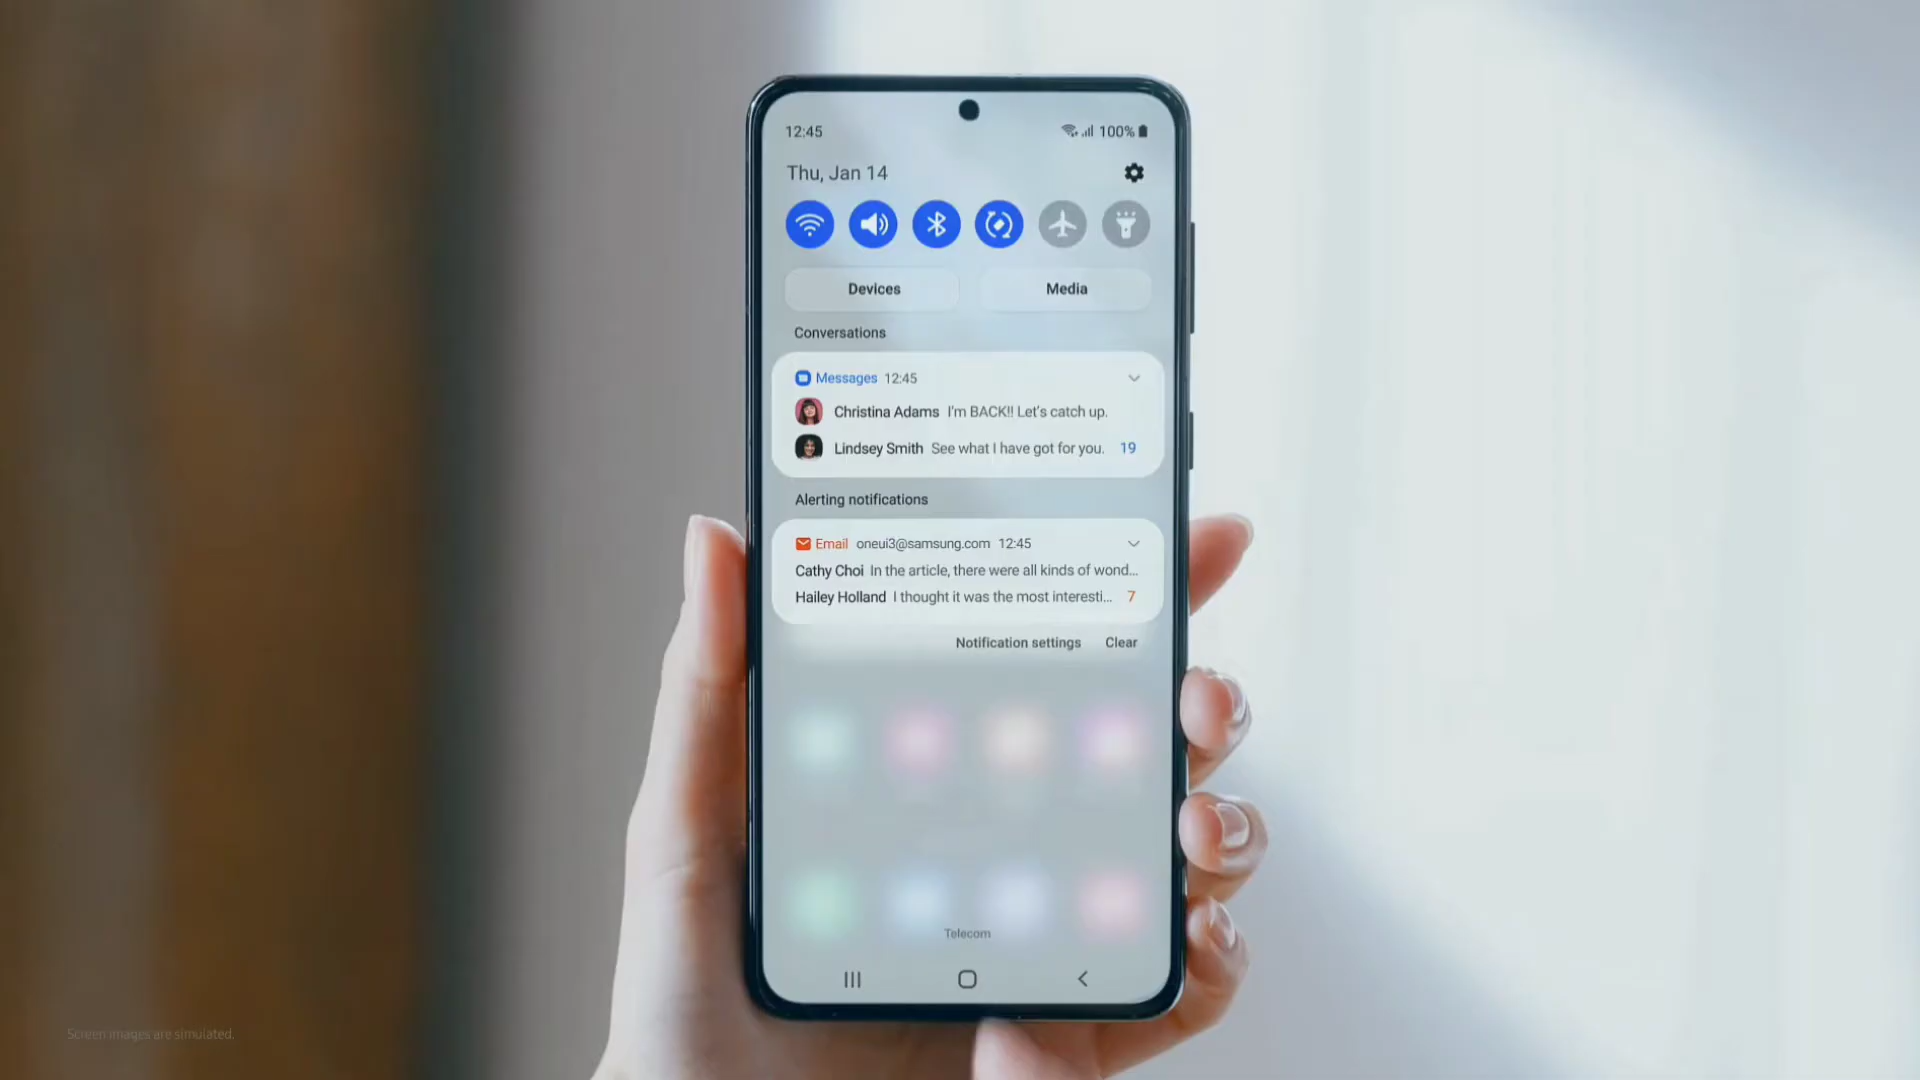 12:45 100%
Thu, Jan 14
Devices Media
Conversations
Messages 12:45
Christina Adams I'm BACK!! Let's catch up.
Lindsey Smith See what I have got for you. 19
Alerting notifications
Email oneui3@samsung.com 12:45
Cathy Choi In the article, there were all kinds of wond...
Hailey Holland I thought it was the most interesti... 7
Notification settings Clear
Telecom
Screen images are simulated.